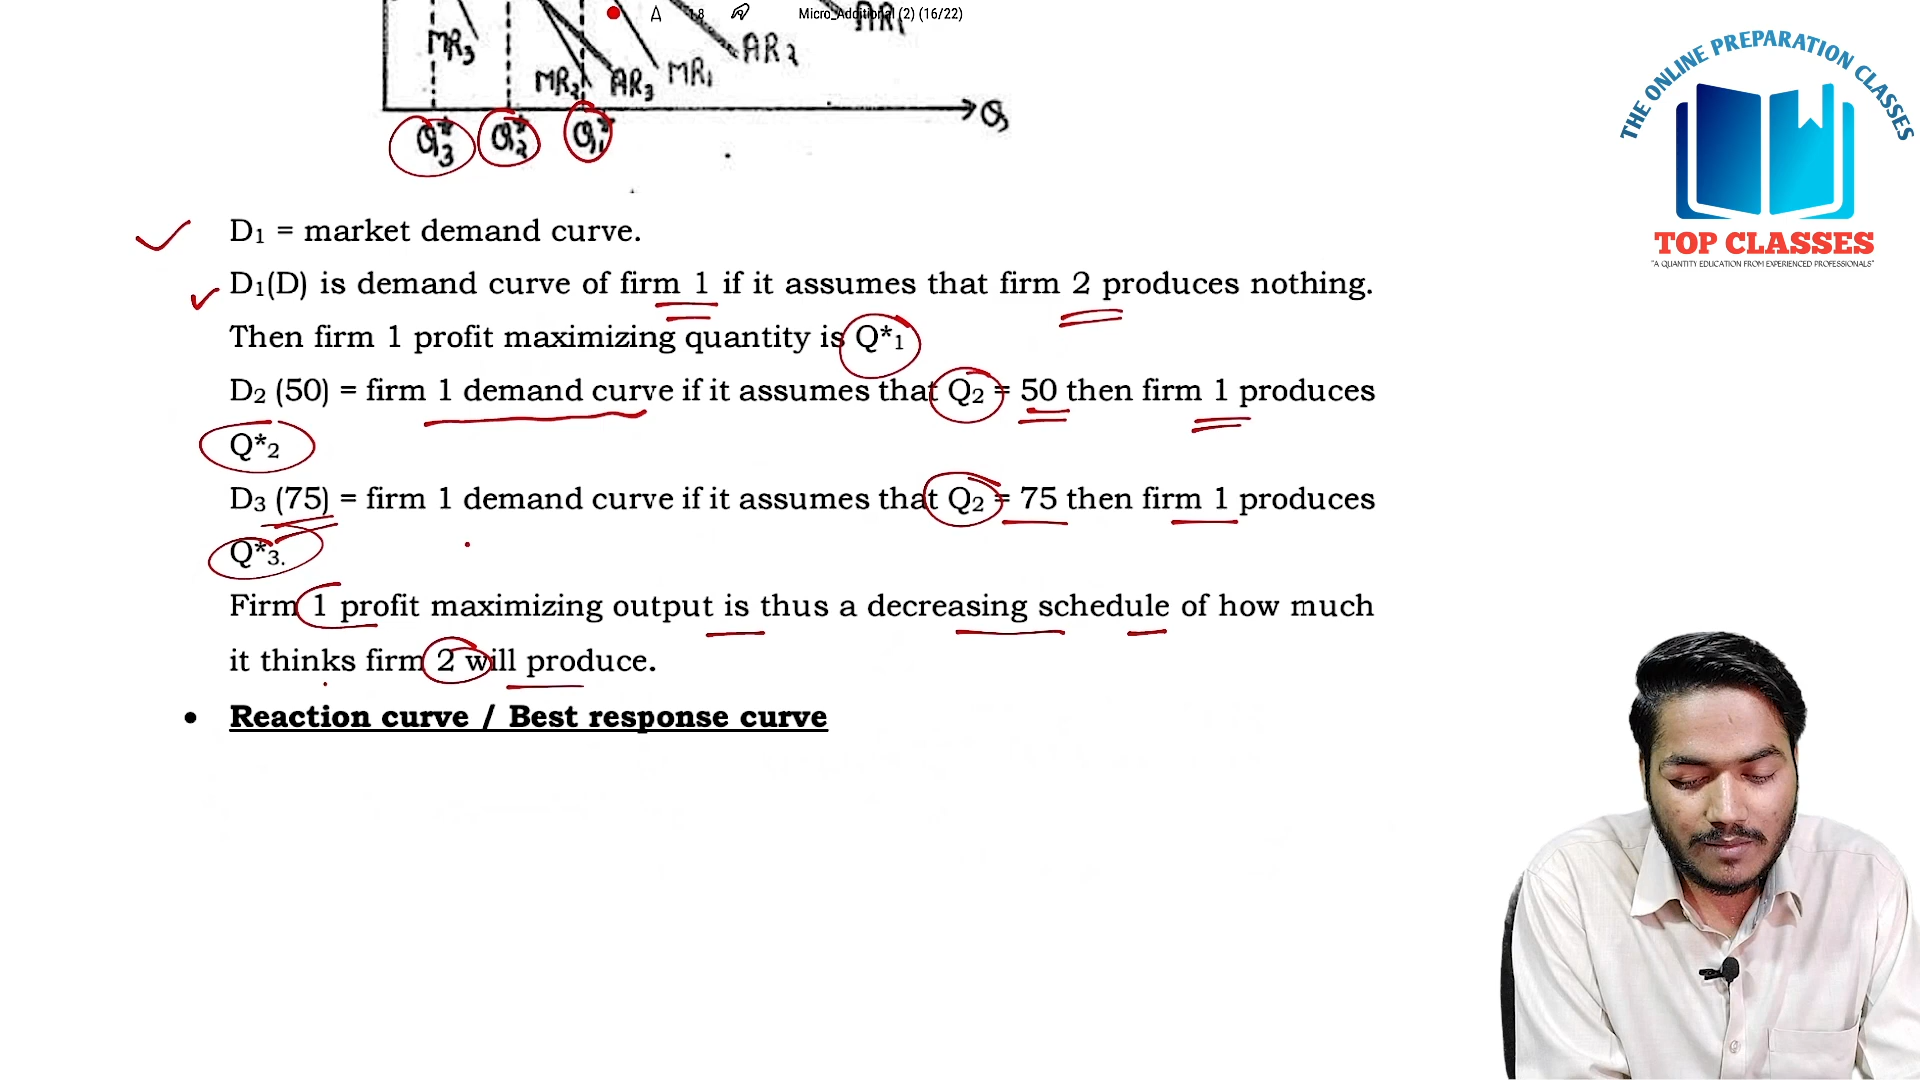 Micro_Additional (2) (16/22)
18
AR₁
MR₃
AR₂
MR₂ AR₃ MR₁
Q₃* Q₂* Q₁* Q
THE ONLINE PREPARATION CLASSES
TOP CLASSES
"A QUANTITY EDUCATION FROM EXPERIENCED PROFESSIONALS"
D₁ = market demand curve.
D₁(D) is demand curve of firm 1 if it assumes that firm 2 produces nothing.
Then firm 1 profit maximizing quantity is Q*₁
D₂ (50) = firm 1 demand curve if it assumes that Q₂ = 50 then firm 1 produces
Q*₂
D₃ (75) = firm 1 demand curve if it assumes that Q₂ = 75 then firm 1 produces
Q*₃.
Firm 1 profit maximizing output is thus a decreasing schedule of how much
it thinks firm 2 will produce.
• Reaction curve / Best response curve